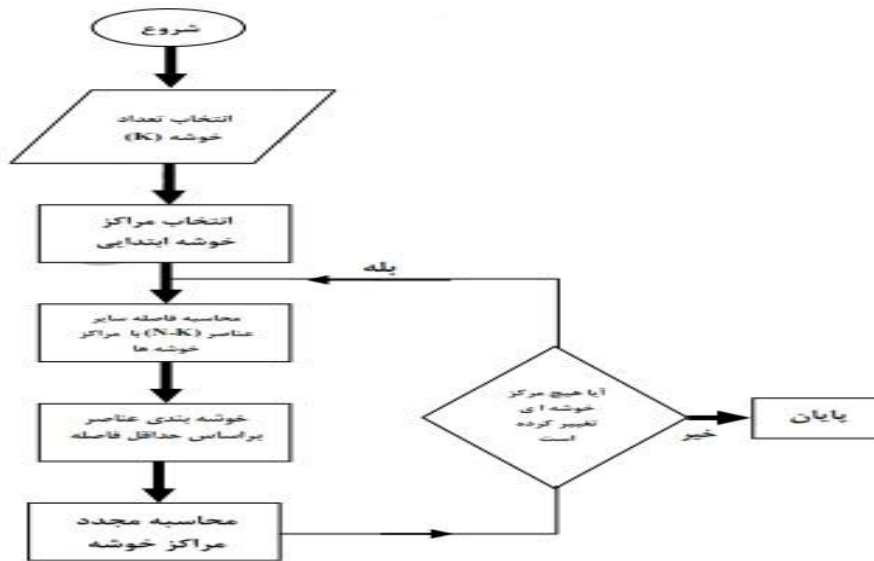 شروع
انتخاب تعداد
خوشه (K)
انتخاب مراکز
خوشه ابتدایی
بله
محاسبه فاصله سایر
عناصر (N-K) با مراکز
خوشه ها
آیا هیچ مرکز
خوشه ای
تغییر کرده
است
خیر
پایان
خوشه بندی عناصر
براساس حداقل فاصله
محاسبه مجدد
مراکز خوشه